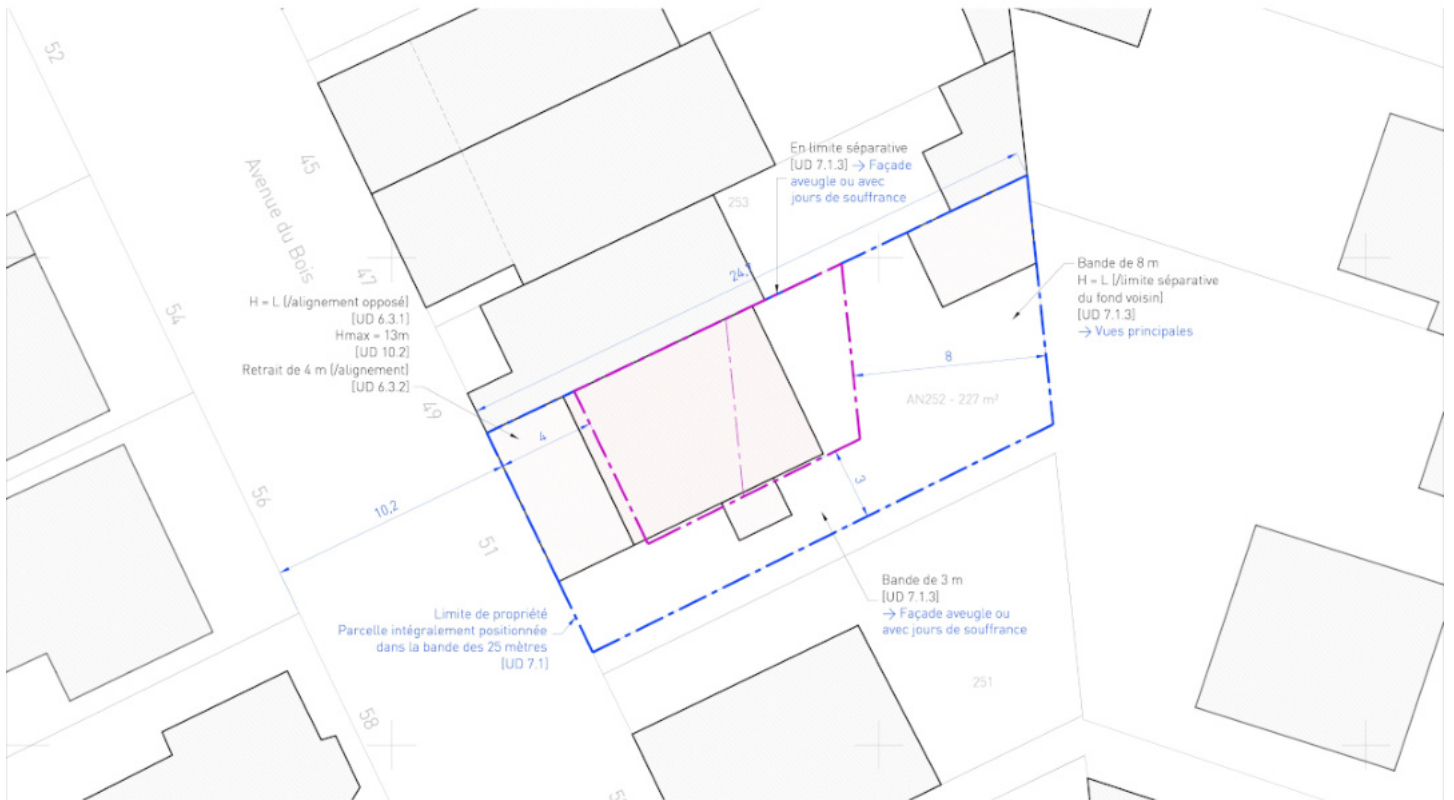 52
45
Avenue du Bois
En limite séparative
[UD 7.1.3] → Façade
aveugle ou avec
jours de souffrance
253
47
24,
H = L [/alignement opposé]
[UD 6.3.1]
Hmax = 13m
[UD 10.2]
Retrait de 4 m [/alignement]
[UD 6.3.2]
Bande de 8 m
H = L [/limite séparative
du fond voisin]
[UD 7.1.3]
→ Vues principales
54
8
AN252 - 227 m²
49
4
3
10,2
56
51
Bande de 3 m
[UD 7.1.3]
→ Façade aveugle ou
avec jours de souffrance
Limite de propriété
Parcelle intégralement positionnée
dans la bande des 25 mètres
[UD 7.1]
251
58